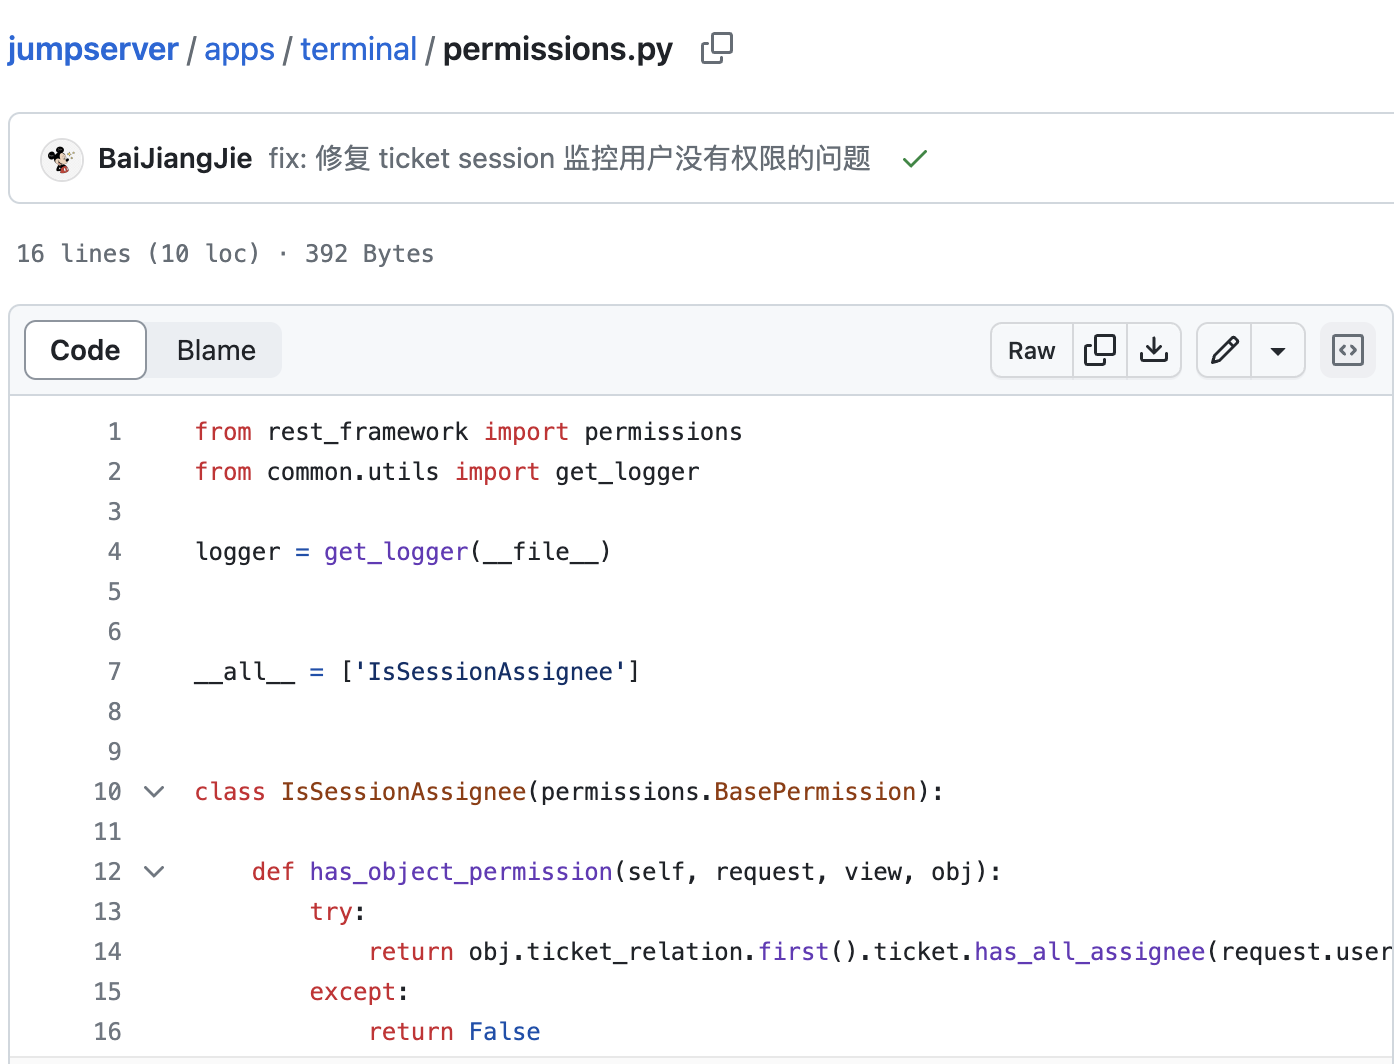 jumpserver / apps / terminal / permissions.py
BaiJiangJie fix: 修复 ticket session 监控用户没有权限的问题
16 lines (10 loc) · 392 Bytes
Code Blame Raw
1 from rest_framework import permissions
2 from common.utils import get_logger
3
4 logger = get_logger(__file__)
5
6
7 __all__ = ['IsSessionAssignee']
8
9
10 class IsSessionAssignee(permissions.BasePermission):
11
12 def has_object_permission(self, request, view, obj):
13 try:
14 return obj.ticket_relation.first().ticket.has_all_assignee(request.user
15 except:
16 return False